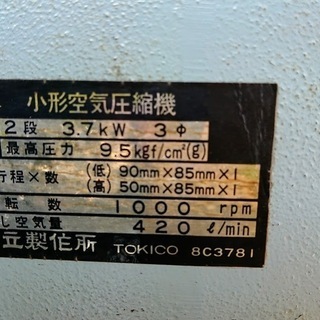 小形空気圧縮機
2段 3.7kW 3Φ
最高圧力 9.5kgf/cm²(g)
行程×数 (低) 90mm×85mm×1
(高) 50mm×85mm×1
転数 1000 rpm
し空気量 420 ℓ/min
立製作所 TOKICO 8C3781